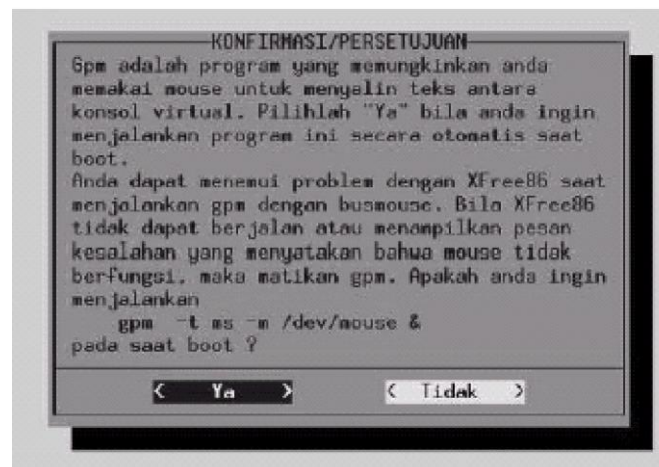 KONFIRMASI/PERSETUJUAN
Gpm adalah program yang memungkinkan anda
memakai mouse untuk menyalin teks antara
konsol virtual. Pilihlah "Ya" bila anda ingin
menjalankan program ini secara otomatis saat
boot.
Anda dapat menemui problem dengan XFree86 saat
menjalankan gpm dengan busmouse. Bila XFree86
tidak dapat berjalan atau menampilkan pesan
kesalahan yang menyatakan bahwa mouse tidak
berfungsi, maka matikan gpm. Apakah anda ingin
menjalankan
gpm -t ms -m /dev/mouse &
pada saat boot ?
< Ya > < Tidak >